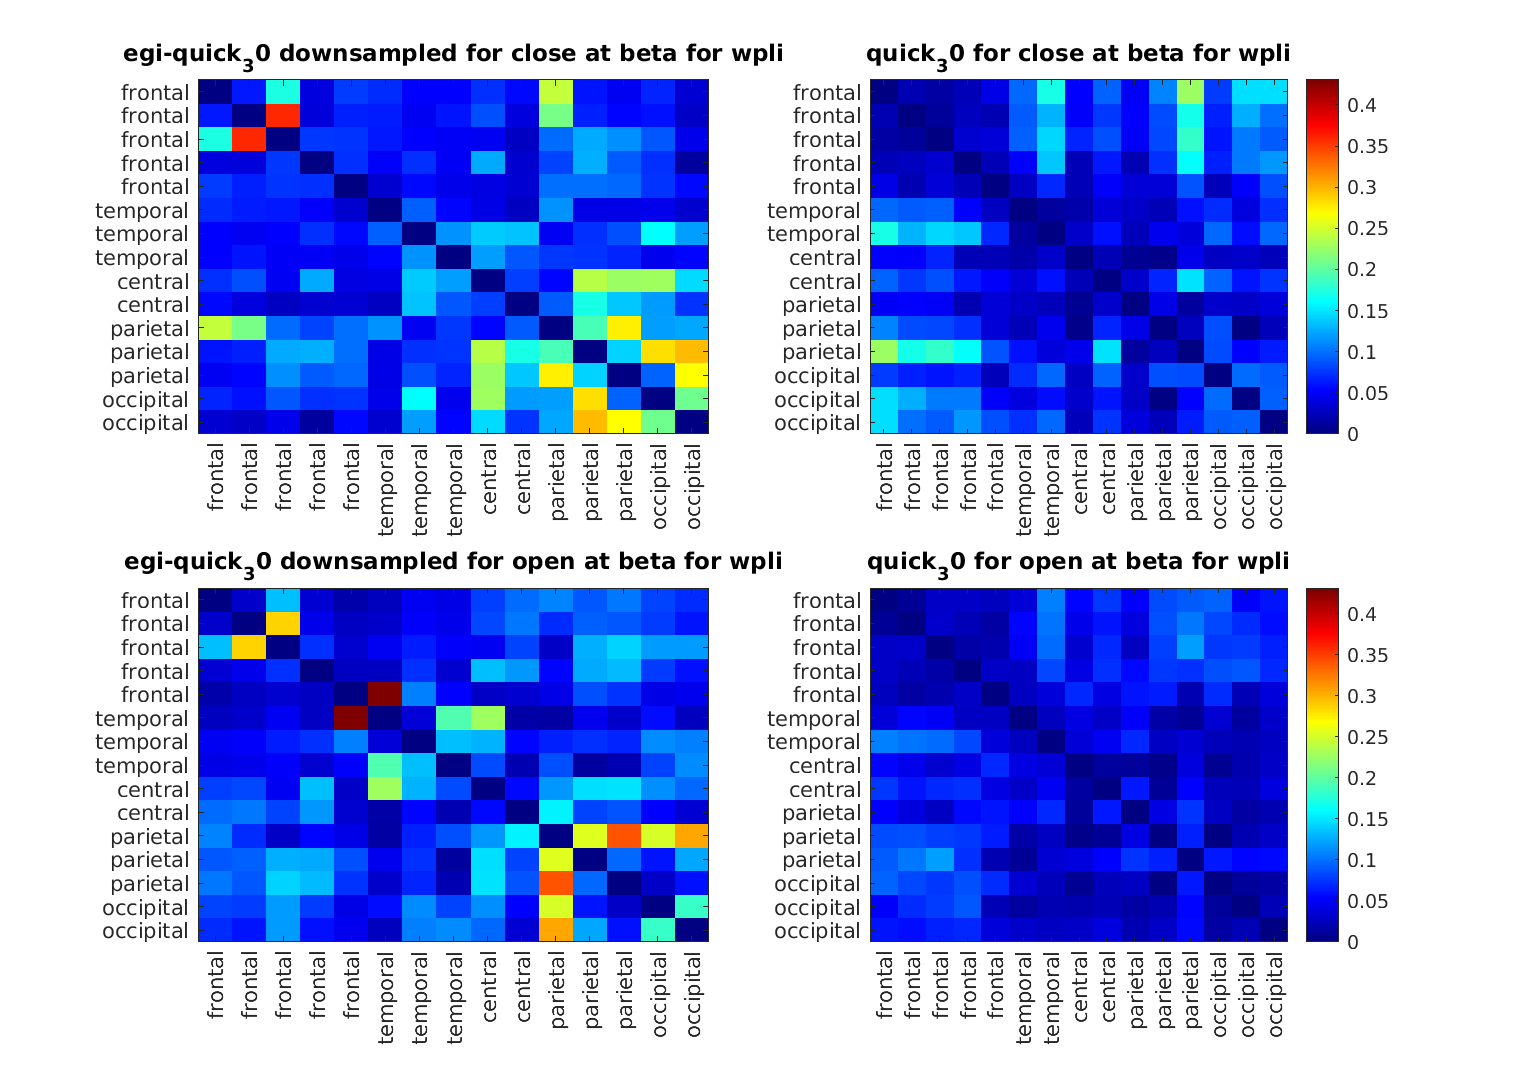 egi-quick₃0 downsampled for close at beta for wpli
frontal
frontal
frontal
frontal
frontal
temporal
temporal
temporal
central
central
parietal
parietal
parietal
occipital
occipital
frontal
frontal
frontal
frontal
frontal
temporal
temporal
temporal
central
central
parietal
parietal
parietal
occipital
occipital
quick₃0 for close at beta for wpli
frontal
frontal
frontal
frontal
frontal
temporal
temporal
central
central
parietal
parietal
parietal
occipital
occipital
occipital
frontal
frontal
frontal
frontal
frontal
temporal
temporal
central
central
parietal
parietal
parietal
occipital
occipital
occipital
0.4
0.35
0.3
0.25
0.2
0.15
0.1
0.05
0
egi-quick₃0 downsampled for open at beta for wpli
frontal
frontal
frontal
frontal
frontal
temporal
temporal
temporal
central
central
parietal
parietal
parietal
occipital
occipital
frontal
frontal
frontal
frontal
frontal
temporal
temporal
temporal
central
central
parietal
parietal
parietal
occipital
occipital
quick₃0 for open at beta for wpli
frontal
frontal
frontal
frontal
frontal
temporal
temporal
central
central
parietal
parietal
parietal
occipital
occipital
occipital
frontal
frontal
frontal
frontal
frontal
temporal
temporal
central
central
parietal
parietal
parietal
occipital
occipital
occipital
0.4
0.35
0.3
0.25
0.2
0.15
0.1
0.05
0